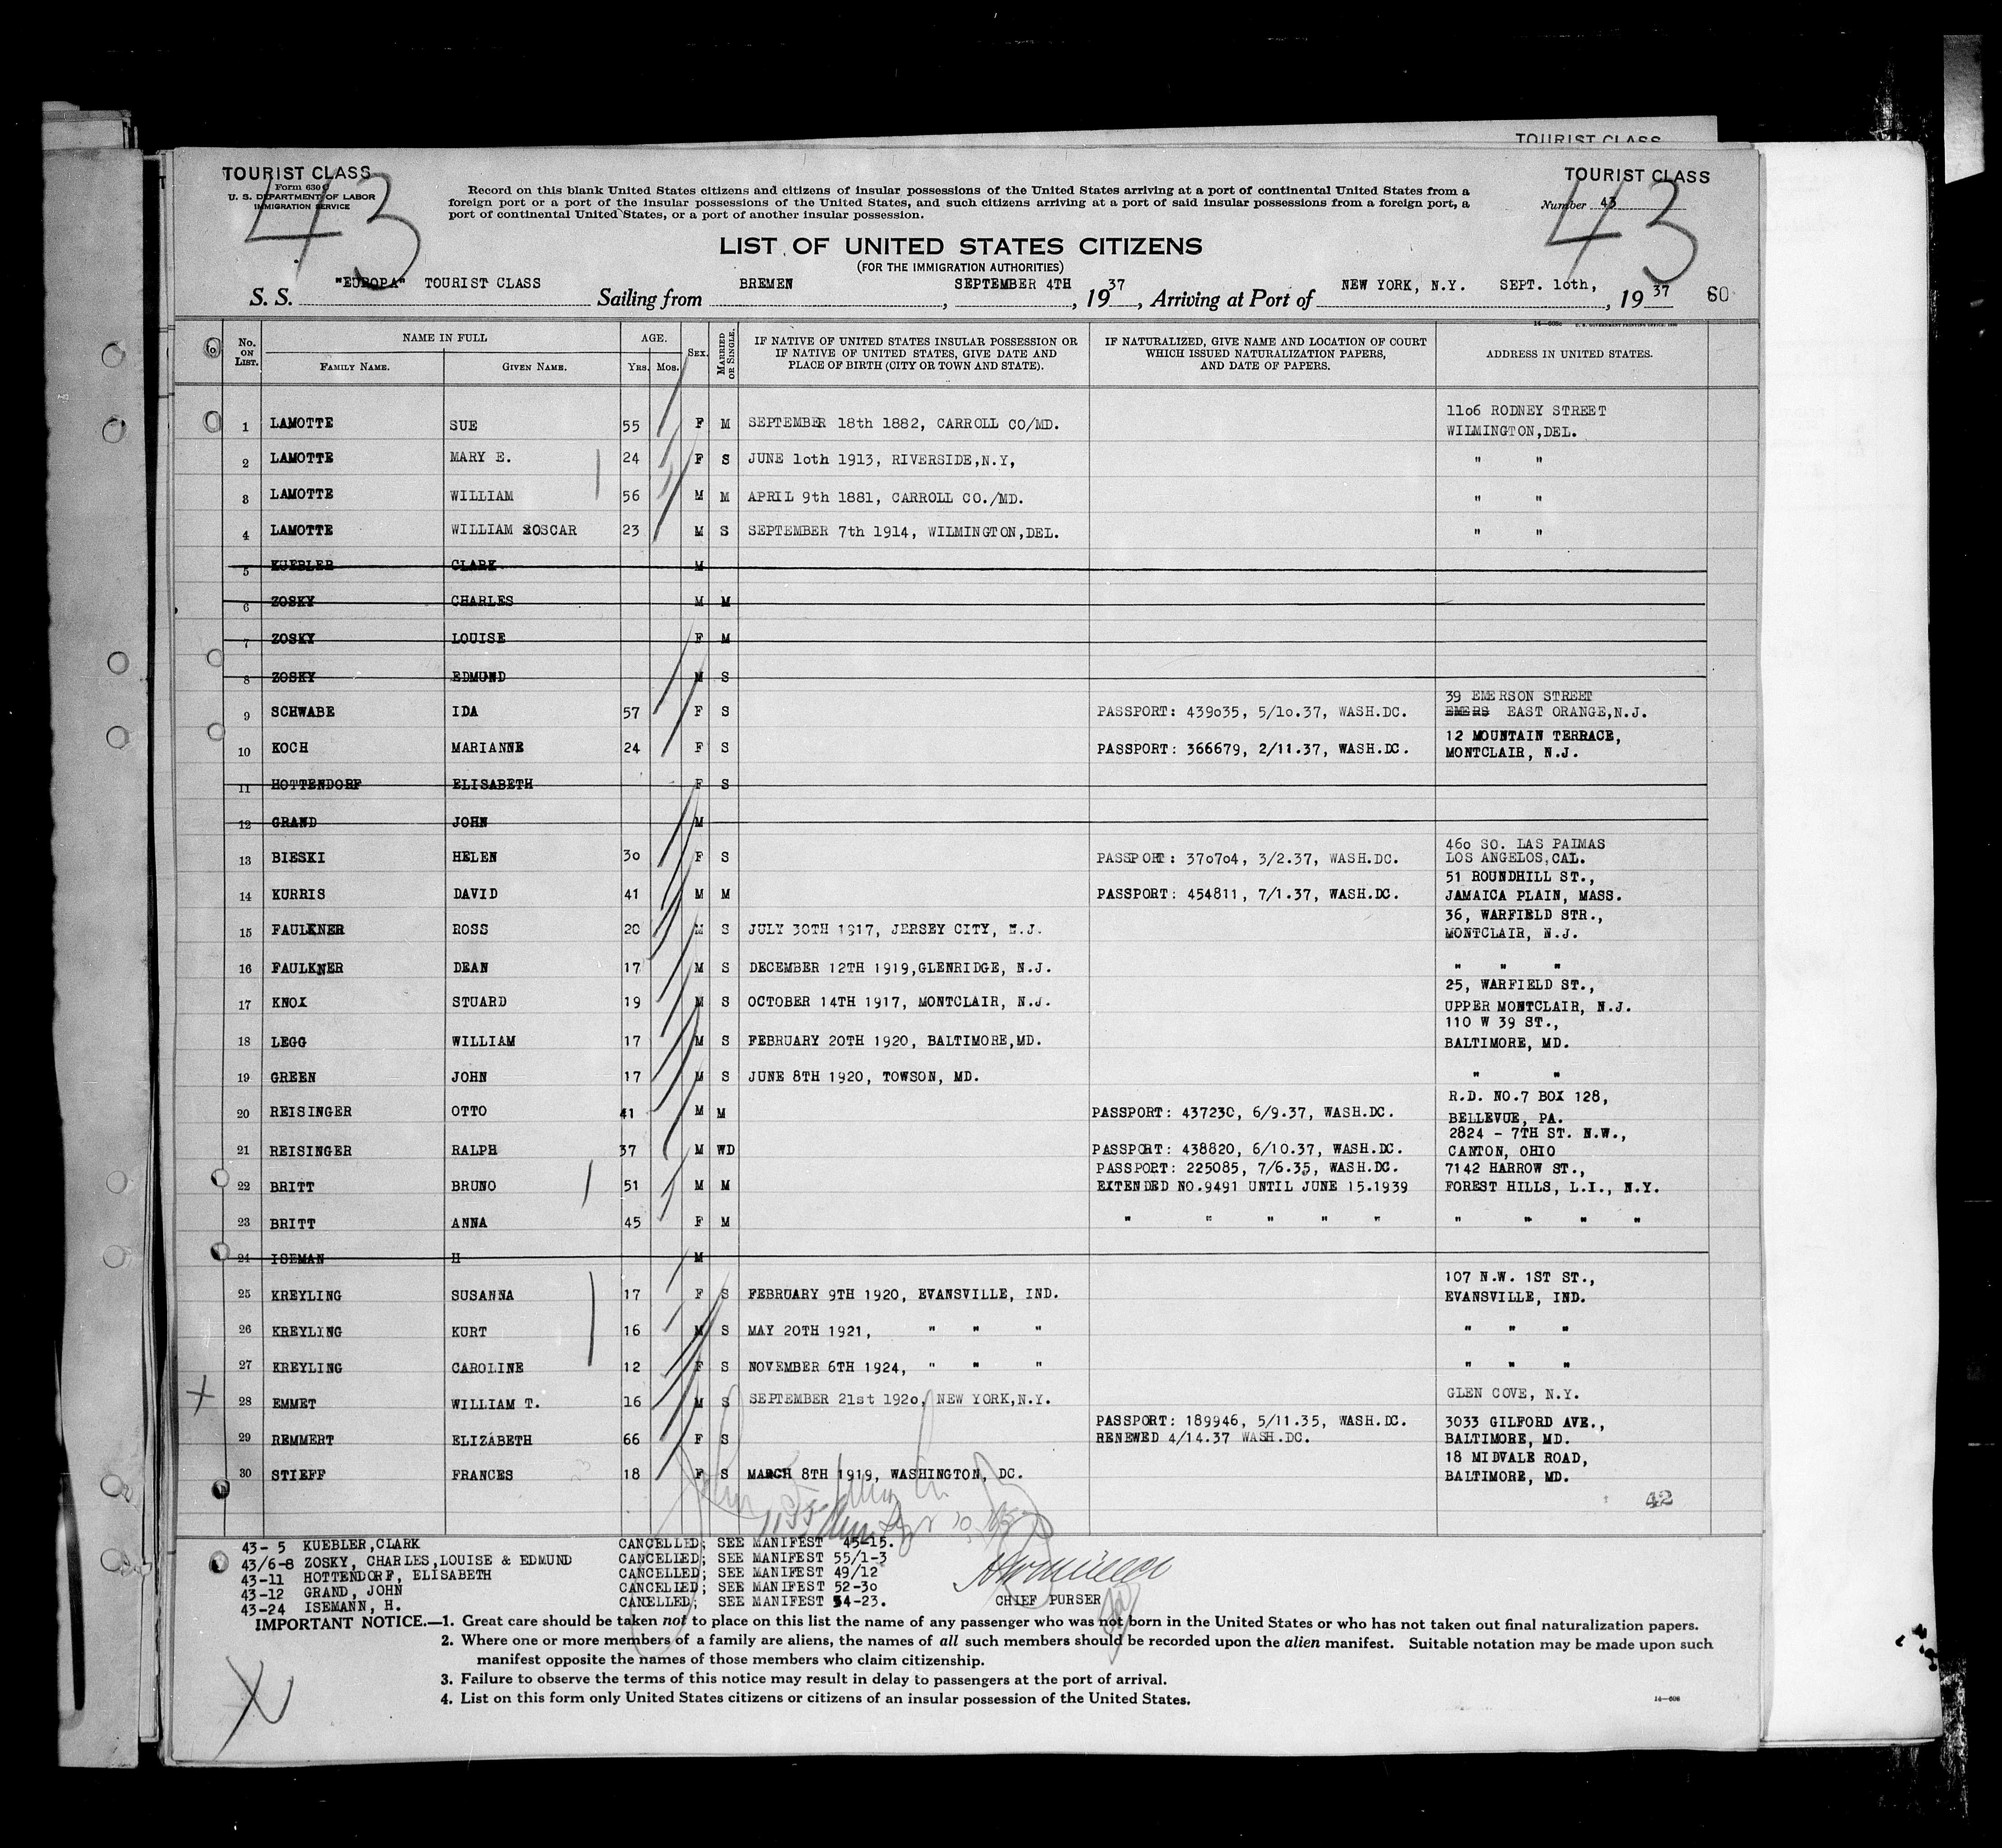 TOURIST CLASS
TOURIST CLASS
Form 630 C
U. S. DEPARTMENT OF LABOR
IMMIGRATION SERVICE
43
Record on this blank United States citizens and citizens of insular possessions of the United States arriving at a port of continental United States from a
foreign port or a port of the insular possessions of the United States, and such citizens arriving at a port of said insular possessions from a foreign port, a
port of continental United States, or a port of another insular possession.
TOURIST CLASS
Number 43
43
LIST OF UNITED STATES CITIZENS
(FOR THE IMMIGRATION AUTHORITIES)
S. S. "EUROPA" TOURIST CLASS Sailing from BREMEN, SEPTEMBER 4TH, 1937, Arriving at Port of NEW YORK, N.Y. SEPT. 1oth, 1937 60
14—608c U. S. GOVERNMENT PRINTING OFFICE: 1936
No. ON LIST. NAME IN FULL FAMILY NAME. GIVEN NAME. AGE. Yrs. Mos. SEX. MARRIED OR SINGLE. IF NATIVE OF UNITED STATES INSULAR POSSESSION OR IF NATIVE OF UNITED STATES, GIVE DATE AND PLACE OF BIRTH (CITY OR TOWN AND STATE). IF NATURALIZED, GIVE NAME AND LOCATION OF COURT WHICH ISSUED NATURALIZATION PAPERS, AND DATE OF PAPERS. ADDRESS IN UNITED STATES.
1 LAMOTTE SUE 55 F M SEPTEMBER 18th 1882, CARROLL CO/MD. 11o6 RODNEY STREET
WILMINGTON,DEL.
2 LAMOTTE MARY E. 24 F S JUNE 1oth 1913, RIVERSIDE,N.Y, " "
3 LAMOTTE WILLIAM 56 M M APRIL 9th 1881, CARROLL CO./MD. " "
4 LAMOTTE WILLIAM OSCAR 23 M S SEPTEMBER 7th 1914, WILMINGTON,DEL. " "
5 KUEBLER CLARK M
6 ZOSKY CHARLES M M
7 ZOSKY LOUISE F M
8 ZOSKY EDMUND M S
39 EMERSON STREET
9 SCHWABE IDA 57 F S PASSPORT: 439o35, 5/1o.37, WASH.DC. EMERS EAST ORANGE,N.J.
12 MOUNTAIN TERRACE,
10 KOCH MARIANNE 24 F S PASSPORT: 366679, 2/11.37, WASH.DC. MONTCLAIR, N.J.
11 HOTTENDORF ELISABETH F S
12 GRAND JOHN M
46o SO. LAS PALMAS
13 BIESKI HELEN 3o F S PASSPORT: 37o7o4, 3/2.37, WASH.DC. LOS ANGELOS,CAL.
51 ROUNDHILL ST.,
14 KURRIS DAVID 41 M M PASSPORT: 454811, 7/1.37, WASH.DC. JAMAICA PLAIN, MASS.
36, WARFIELD STR.,
15 FAULKNER ROSS 20 M S JULY 30TH 1917, JERSEY CITY, N.J. MONTCLAIR, N.J.
16 FAULKNER DEAN 17 M S DECEMBER 12TH 1919,GLENRIDGE, N.J. " " "
25, WARFIELD ST.,
17 KNOX STUARD 19 M S OCTOBER 14TH 1917, MONTCLAIR, N.J. UPPER MONTCLAIR, N.J.
110 W 39 ST.,
18 LEGG WILLIAM 17 M S FEBRUARY 20TH 1920, BALTIMORE,MD. BALTIMORE, MD.
19 GREEN JOHN 17 M S JUNE 8TH 1920, TOWSON, MD. " "
R.D. NO.7 BOX 128,
20 REISINGER OTTO 41 M M PASSPORT: 437230, 6/9.37, WASH.DC. BELLEVUE, PA.
2824 - 7TH ST. N.W.,
21 REISINGER RALPH 37 M WD PASSPORT: 438820, 6/10.37, WASH.DC. CANTON, OHIO
PASSPORT: 225085, 7/6.35, WASH.DC. 7142 HARROW ST.,
22 BRITT BRUNO 51 M M EXTENDED NO.9491 UNTIL JUNE 15.1939 FOREST HILLS, L.I., N.Y.
23 BRITT ANNA 45 F M " " " " " " " " "
24 ISEMAN H M
107 N.W. 1ST ST.,
25 KREYLING SUSANNA 17 F S FEBRUARY 9TH 1920, EVANSVILLE, IND. EVANSVILLE, IND.
26 KREYLING KURT 16 M S MAY 20TH 1921, " " " " " "
27 KREYLING CAROLINE 12 F S NOVEMBER 6TH 1924, " " " " " "
28 EMMET WILLIAM T. 16 M S SEPTEMBER 21st 192o, NEW YORK,N.Y. GLEN COVE, N.Y.
PASSPORT: 189946, 5/11.35, WASH.DC. 3033 GILFORD AVE.,
29 REMMERT ELIZABETH 66 F S RENEWED 4/14.37 WASH.DC. BALTIMORE, MD.
18 MIDVALE ROAD,
30 STIEFF FRANCES 18 F S MARCH 8TH 1919, WASHINGTON, DC. BALTIMORE, MD.
42
43- 5 KUEBLER,CLARK CANCELLED; SEE MANIFEST 45-15.
43/6-8 ZOSKY, CHARLES,LOUISE & EDMUND CANCELLED; SEE MANIFEST 55/1-3
43-11 HOTTENDORF, ELISABETH CANCELLED; SEE MANIFEST 49/12
43-12 GRAND, JOHN CANCELLED; SEE MANIFEST 52-3o
43-24 ISEMANN, H. CANELLED; SEE MANIFEST 54-23.
CHIEF PURSER
IMPORTANT NOTICE.—1. Great care should be taken not to place on this list the name of any passenger who was not born in the United States or who has not taken out final naturalization papers.
2. Where one or more members of a family are aliens, the names of all such members should be recorded upon the alien manifest. Suitable notation may be made upon such
manifest opposite the names of those members who claim citizenship.
3. Failure to observe the terms of this notice may result in delay to passengers at the port of arrival.
4. List on this form only United States citizens or citizens of an insular possession of the United States.
14—608